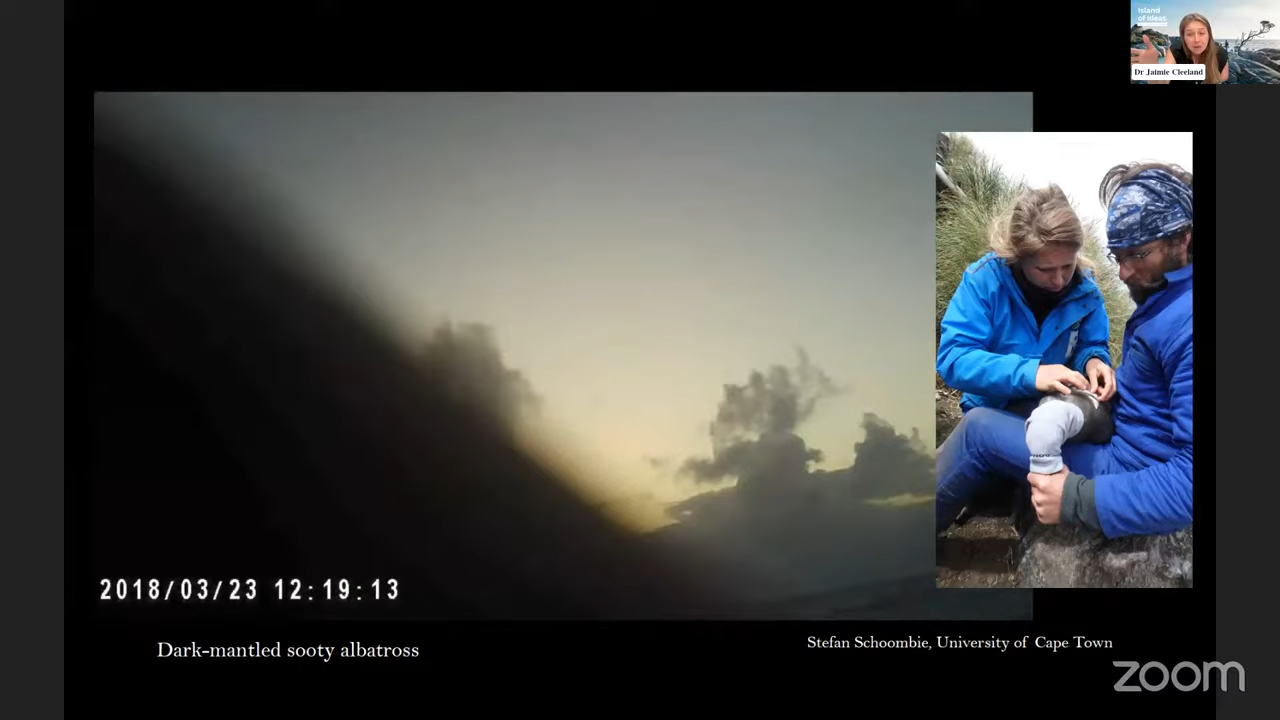 Island
of Ideas
Dr Jaimie Cleeland
2018/03/23 12:19:13
Dark-mantled sooty albatross
Stefan Schoombie, University of Cape Town
zoom